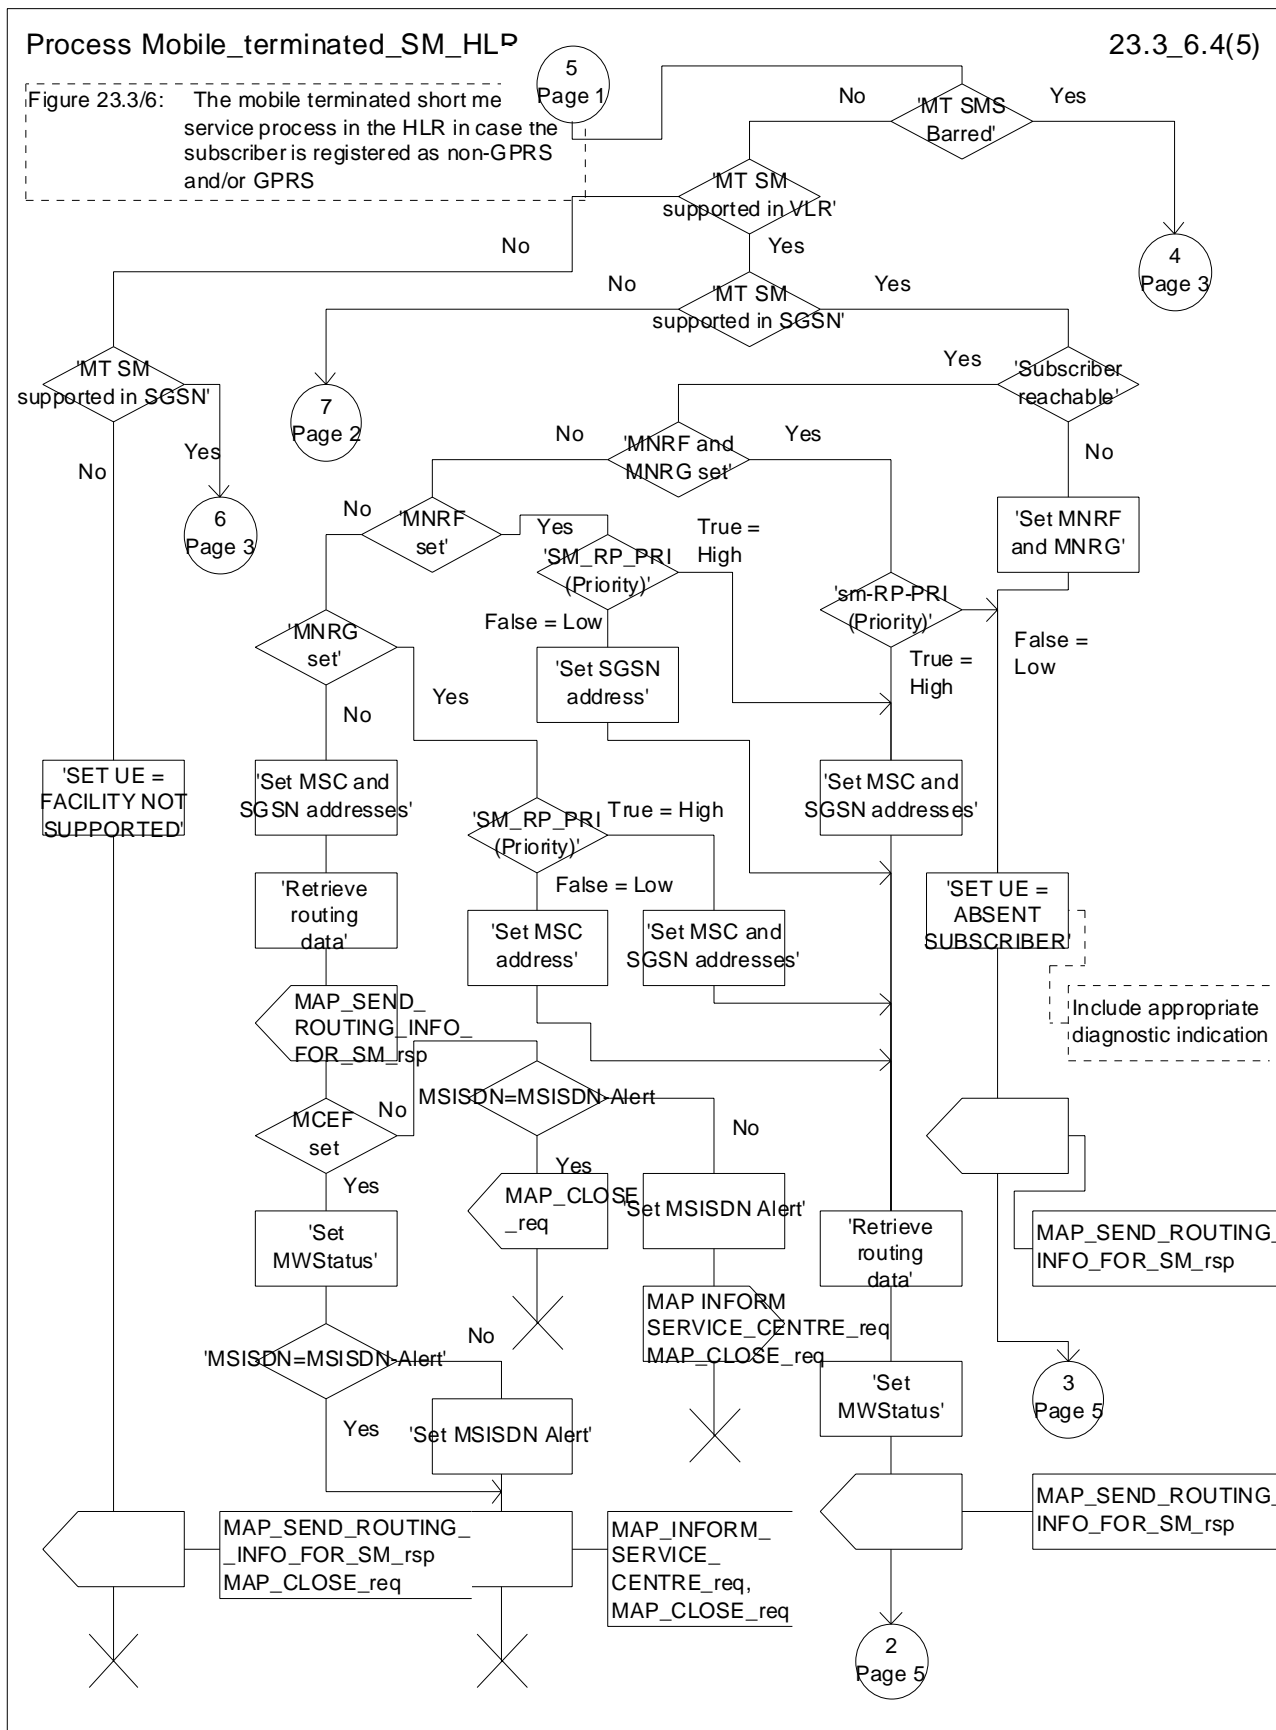 Process Mobile_terminated_SM_HLR
23.3_6.4(5)
5
Page 1
Figure 23.3/6: The mobile terminated short me
service process in the HLR in case the
subscriber is registered as non-GPRS
and/or GPRS
No
'MT SMS
Barred'
Yes
'MT SM
supported in VLR'
No
Yes
4
Page 3
No
'MT SM
supported in SGSN'
Yes
'MT SM
supported in SGSN'
Yes
'Subscriber
reachable'
7
Page 2
No
Yes
No
'MNRF and
MNRG set'
Yes
No
6
Page 3
No
'MNRF
set'
Yes
True =
High
'SM_RP_PRI
(Priority)'
'Set MNRF
and MNRG'
'sm-RP-PRI
(Priority)'
False = Low
'MNRG
set'
True =
High
False =
Low
Yes
'Set SGSN
address'
No
'SET UE =
FACILITY NOT
SUPPORTED'
'Set MSC and
SGSN addresses'
'Set MSC and
SGSN addresses'
True = High
'SM_RP_PRI
(Priority)'
False = Low
'Retrieve
routing
data'
'SET UE =
ABSENT
SUBSCRIBER'
'Set MSC
address'
'Set MSC and
SGSN addresses'
MAP_SEND_
ROUTING_INFO_
FOR_SM_rsp
Include appropriate
diagnostic indication
MSISDN=MSISDN-Alert
MCEF
set
No
No
Yes
Yes
MAP_CLOSE
_req
'Set MSISDN Alert'
'Set
MWStatus'
'Retrieve
routing
data'
MAP_SEND_ROUTING_
INFO_FOR_SM_rsp
MAP INFORM
SERVICE_CENTRE_req
MAP_CLOSE_req
'MSISDN=MSISDN-Alert'
No
'Set
MWStatus'
3
Page 5
Yes
'Set MSISDN Alert'
MAP_SEND_ROUTING_
INFO_FOR_SM_rsp
MAP_SEND_ROUTING_
_INFO_FOR_SM_rsp
MAP_CLOSE_req
MAP_INFORM_
SERVICE_
CENTRE_req,
MAP_CLOSE_req
2
Page 5